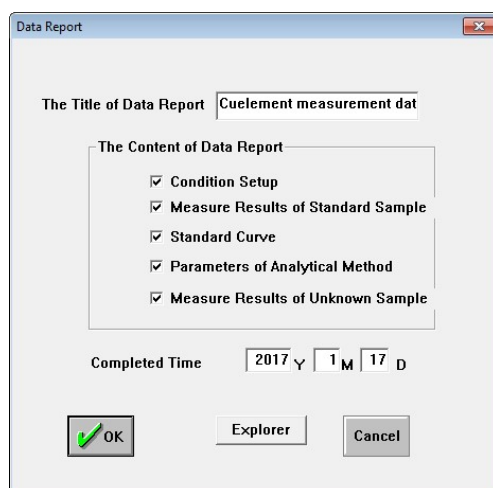 Data Report
The Title of Data Report Cuelement measurement dat
The Content of Data Report
Condition Setup
Measure Results of Standard Sample
Standard Curve
Parameters of Analytical Method
Measure Results of Unknown Sample
Completed Time 2017 Y 1 M 17 D
OK Explorer Cancel